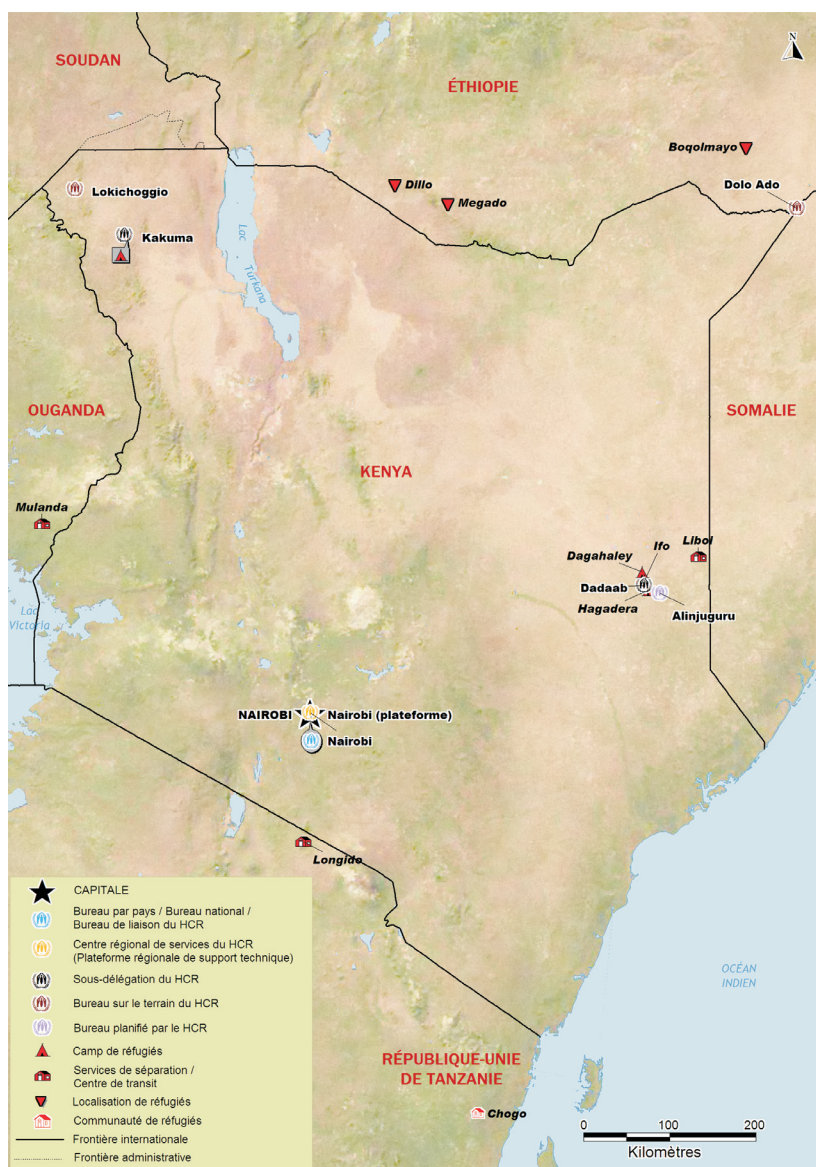 N
SOUDAN
ÉTHIOPIE
Boqolmayo
Dillo
Dolo Ado
Lokichoggio
Megado
Kakuma
Lac
Turkana
OUGANDA
SOMALIE
KENYA
Mulanda
Liboi
Ifo
Dagahaley
Dadaab
Hagadera
Alinjuguru
Lac
Victoria
NAIROBI
Nairobi (plateforme)
Nairobi
Longido
CAPITALE
Bureau par pays / Bureau national /
Bureau de liaison du HCR
Centre régional de services du HCR
(Plateforme régionale de support technique)
Sous-délégation du HCR
Bureau sur le terrain du HCR
Bureau planifié par le HCR
Camp de réfugiés
Services de séparation /
Centre de transit
Localisation de réfugiés
Communauté de réfugiés
Frontière internationale
Frontière administrative
OCÉAN
INDIEN
RÉPUBLIQUE-UNIE
DE TANZANIE
Chogo
0 100 200
Kilomètres